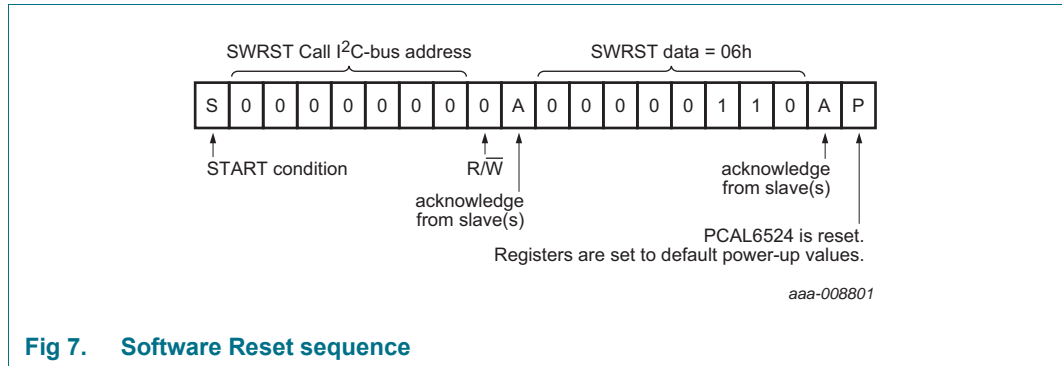 SWRST Call I²C-bus address SWRST data = 06h
S 0 0 0 0 0 0 0 0 A 0 0 0 0 0 1 1 0 A P
START condition R/W̅ acknowledge from slave(s) acknowledge from slave(s)
PCAL6524 is reset.
Registers are set to default power-up values.
aaa-008801
Fig 7. Software Reset sequence